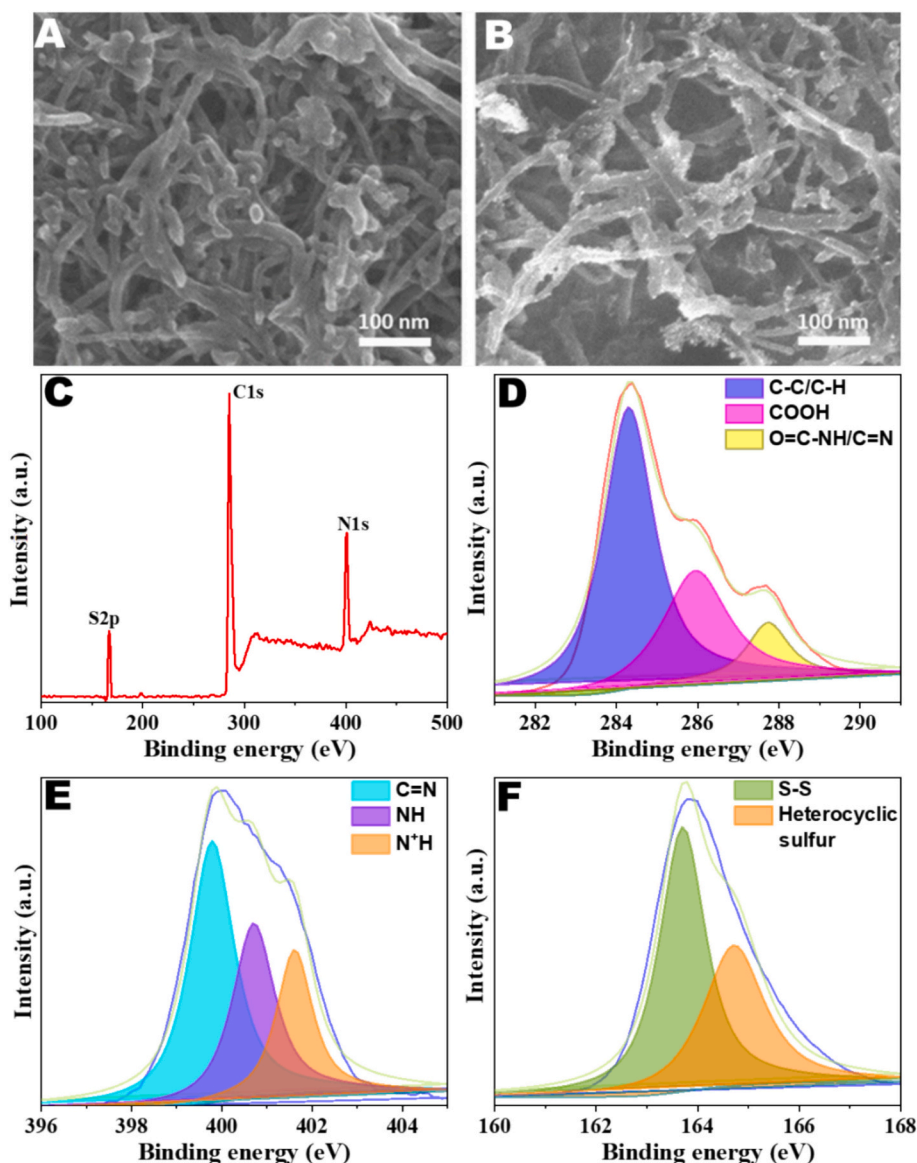 A
100 nm
B
100 nm
C
C1s
N1s
S2p
Intensity (a.u.)
100 200 300 400 500
Binding energy (eV)
D
C-C/C-H
COOH
O=C-NH/C=N
Intensity (a.u.)
282 284 286 288 290
Binding energy (eV)
E
C=N
NH
N⁺H
Intensity (a.u.)
396 398 400 402 404
Binding energy (eV)
F
S-S
Heterocyclic
sulfur
Intensity (a.u.)
160 162 164 166 168
Binding energy (eV)